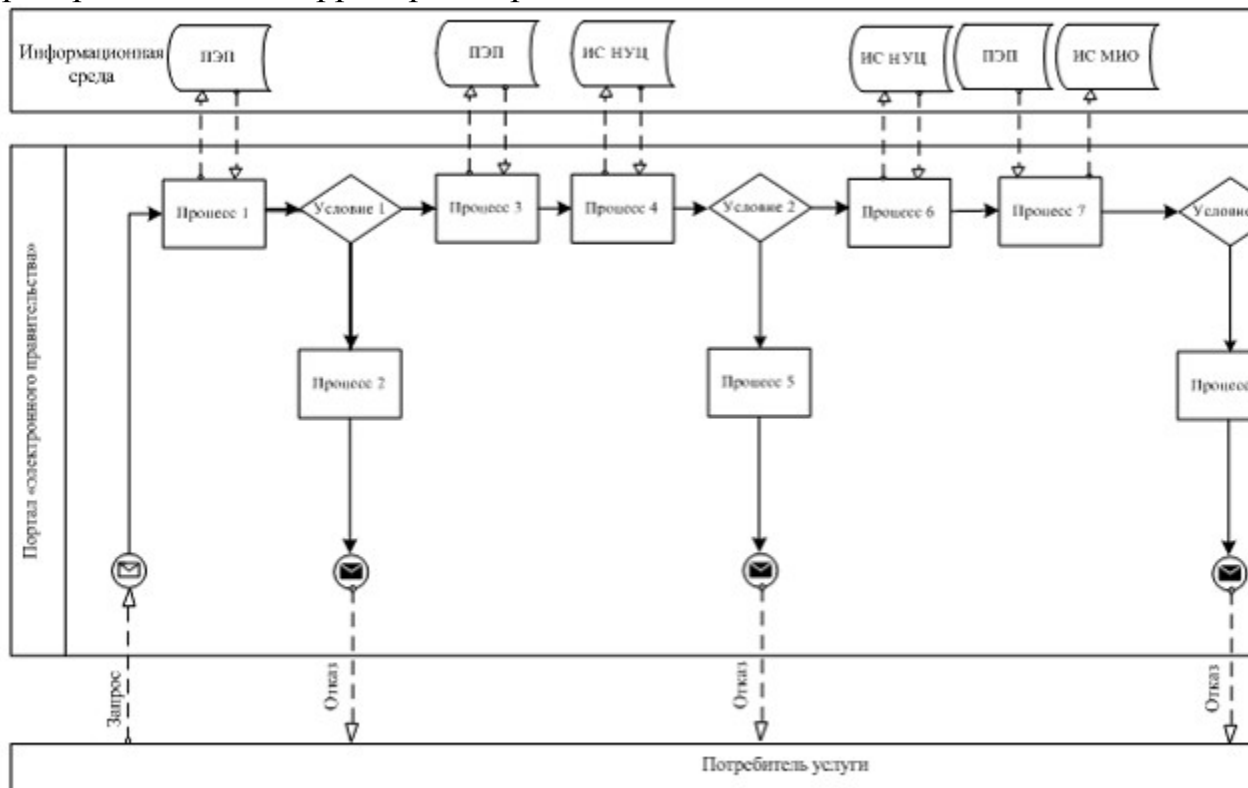 Информационная
среда
ПЭП
ПЭП
ИС НУЦ
ИС НУЦ
ПЭП
ИС МИО
Портал «электронного правительства»
Процесс 1
Условие 1
Процесс 3
Процесс 4
Условие 2
Процесс 6
Процесс 7
Условие
Процесс 2
Процесс 5
Процесс
Запрос
Отказ
Отказ
Отказ
Потребитель услуги